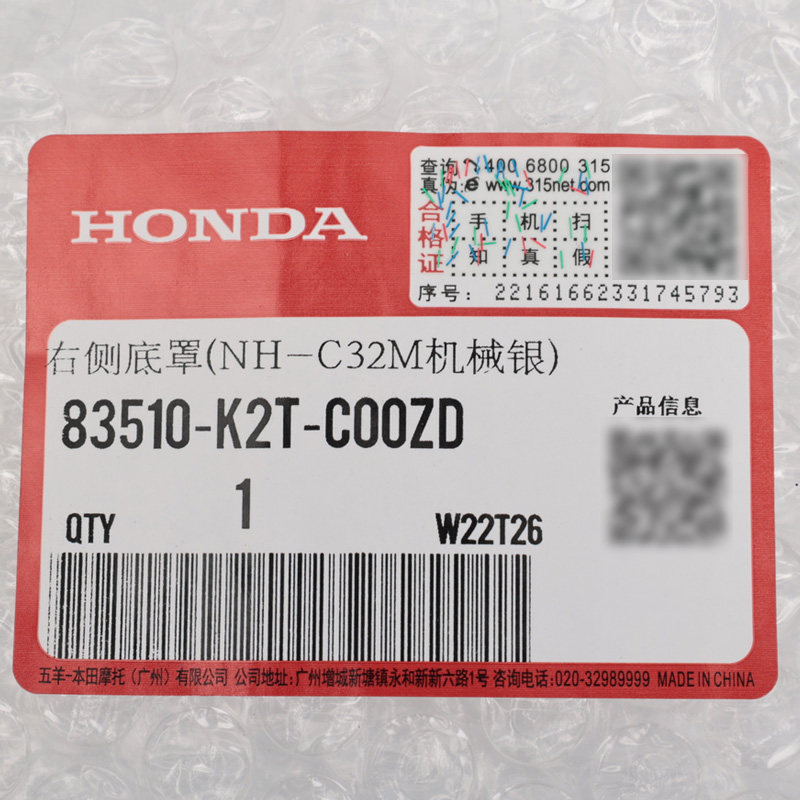 HONDA
查询 400 6800 315
真伪: www.315net.com
合格证
手机扫
知真假
序号: 22161662331745793
右侧底罩(NH-C32M机械银)
83510-K2T-C00ZD
产品信息
1
QTY
W22T26
五羊-本田摩托(广州)有限公司 公司地址:广州增城新塘镇永和新新六路1号 咨询电话:020-32989999 MADE IN CHINA